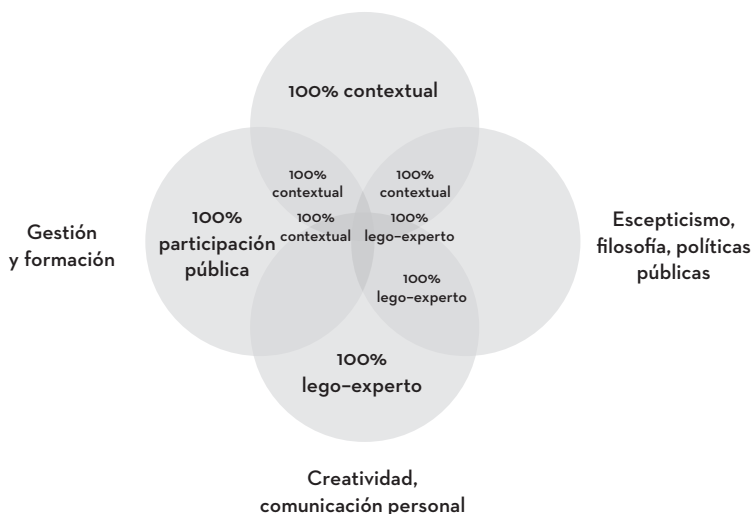 100% contextual
100%
contextual
100%
contextual
Gestión
y formación
100%
participación
pública
100%
contextual
100%
lego-experto
Escepticismo,
filosofía, políticas
públicas
100%
lego-experto
100%
lego-experto
Creatividad,
comunicación personal